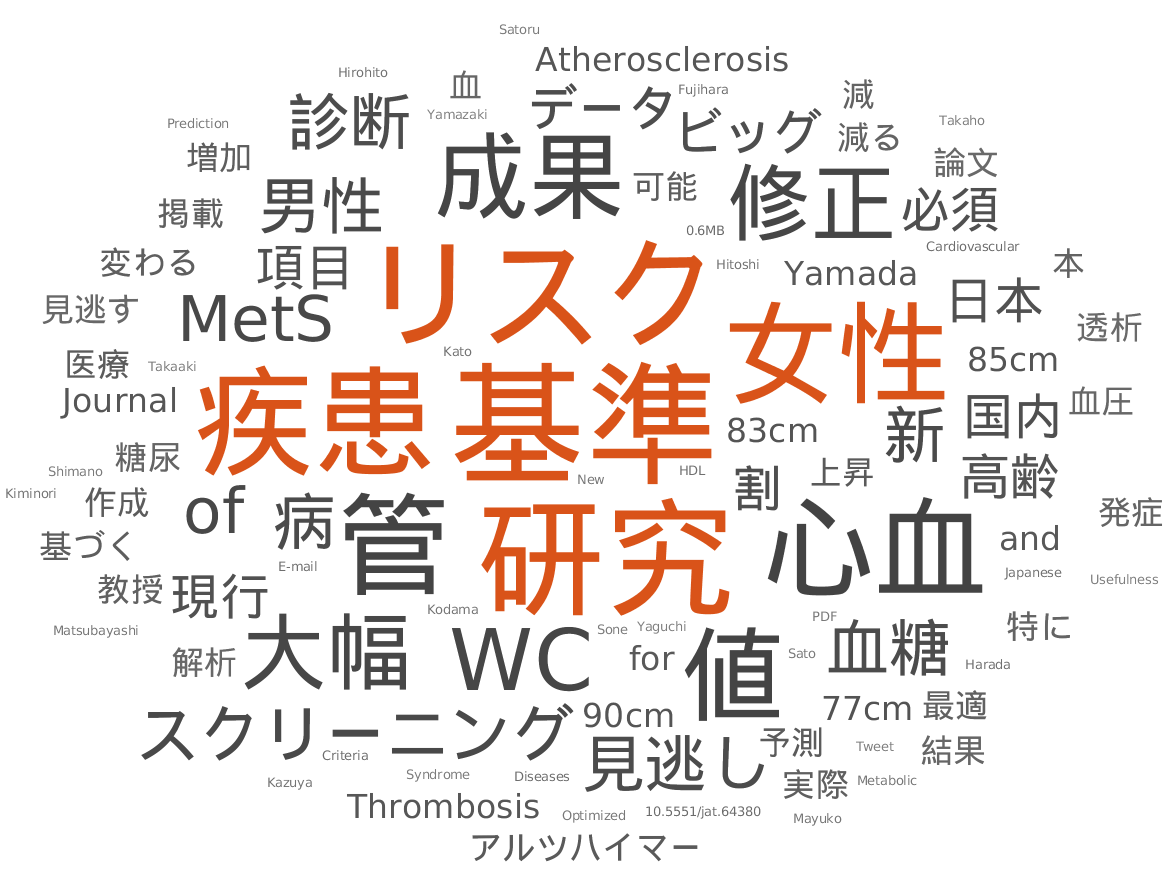 Satoru
Atherosclerosis
Hirohito
血
データ
Fujihara
減
診断
Yamazaki
ビッグ
Takaho
Prediction
減る
増加
成果
可能
修正
論文
掲載
男性
必須
0.6MB
Cardiovascular
変わる
項目
リスク
Hitoshi
Yamada
本
見逃す
MetS
女性
日本
透析
医療
Takaaki
Kato
85cm
Journal
疾患
基準
83cm
新
国内
血圧
糖尿
Shimano
HDL
New
割
上昇
高齢
Kiminori
作成
of
病
管
研究
心血
発症
基づく
and
E-mail
Japanese
Usefulness
教授
現行
Kodama
Matsubayashi
Sone
Yaguchi
PDF
特に
解析
大幅
WC
for
値
Sato
血糖
Harada
スクリーニング
90cm
77cm
最適
Criteria
見逃し
予測
Tweet
結果
Kazuya
Syndrome
Diseases
実際
Metabolic
Thrombosis
Optimized
10.5551/jat.64380
Mayuko
アルツハイマー